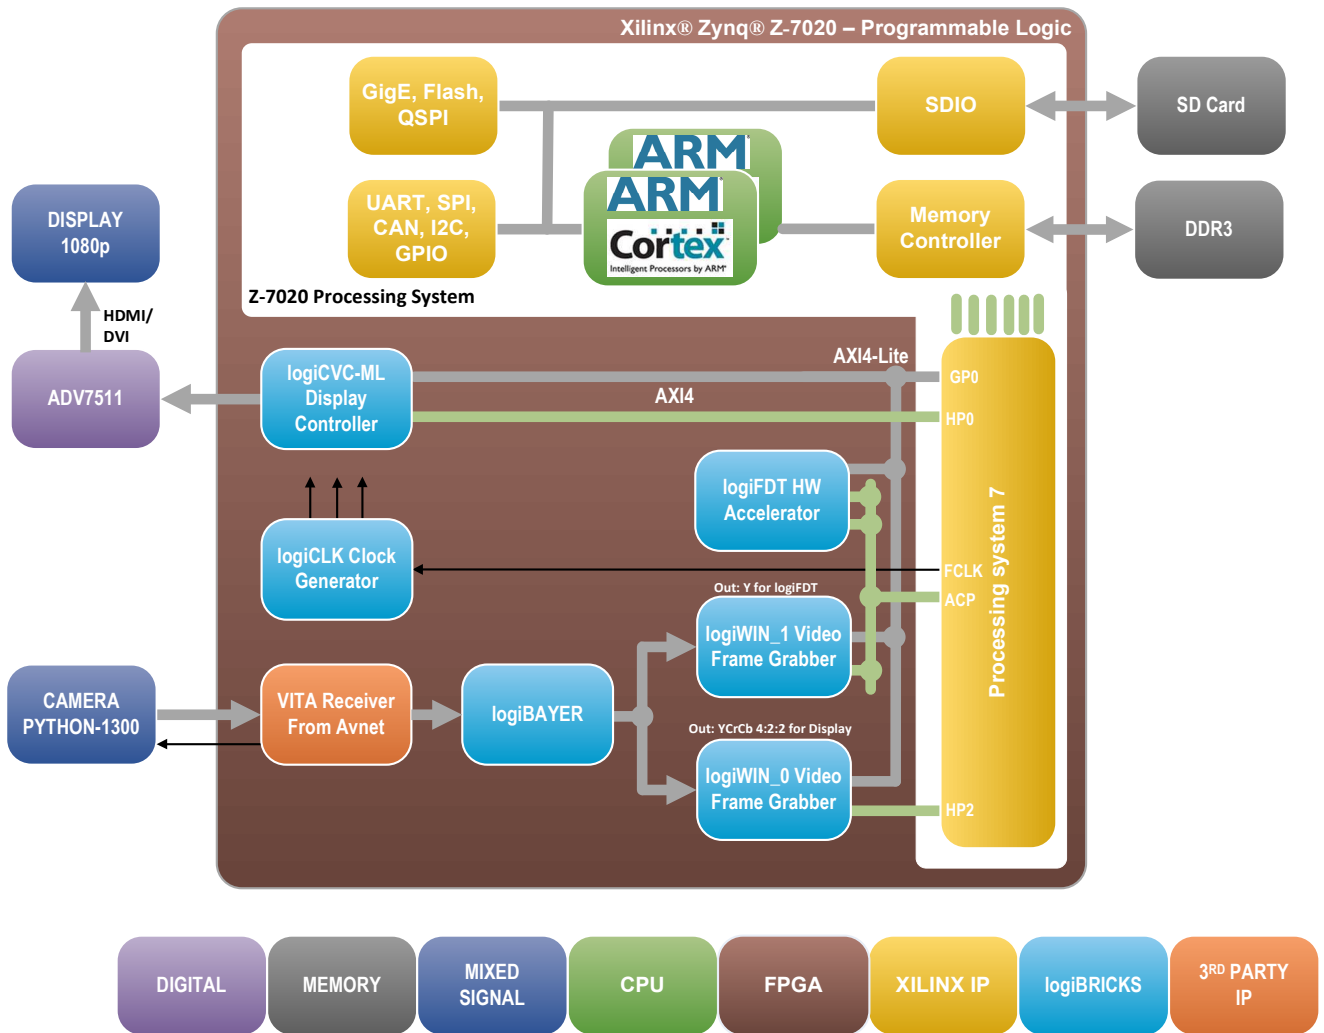 Xilinx® Zynq® Z-7020 – Programmable Logic
GigE, Flash,
QSPI
SDIO
SD Card
ARM®
ARM®
Cortex™
Intelligent Processors by ARM®
UART, SPI,
CAN, I2C,
GPIO
Memory
Controller
DDR3
DISPLAY
1080p
Z-7020 Processing System
HDMI/
DVI
ADV7511
logiCVC-ML
Display
Controller
AXI4-Lite
AXI4
GP0
HP0
logiFDT HW
Accelerator
logiCLK Clock
Generator
FCLK
ACP
Processing system 7
Out: Y for logiFDT
logiWIN_1 Video
Frame Grabber
CAMERA
PYTHON-1300
VITA Receiver
From Avnet
logiBAYER
Out: YCrCb 4:2:2 for Display
logiWIN_0 Video
Frame Grabber
HP2
DIGITAL
MEMORY
MIXED
SIGNAL
CPU
FPGA
XILINX IP
logiBRICKS
3RD PARTY
IP